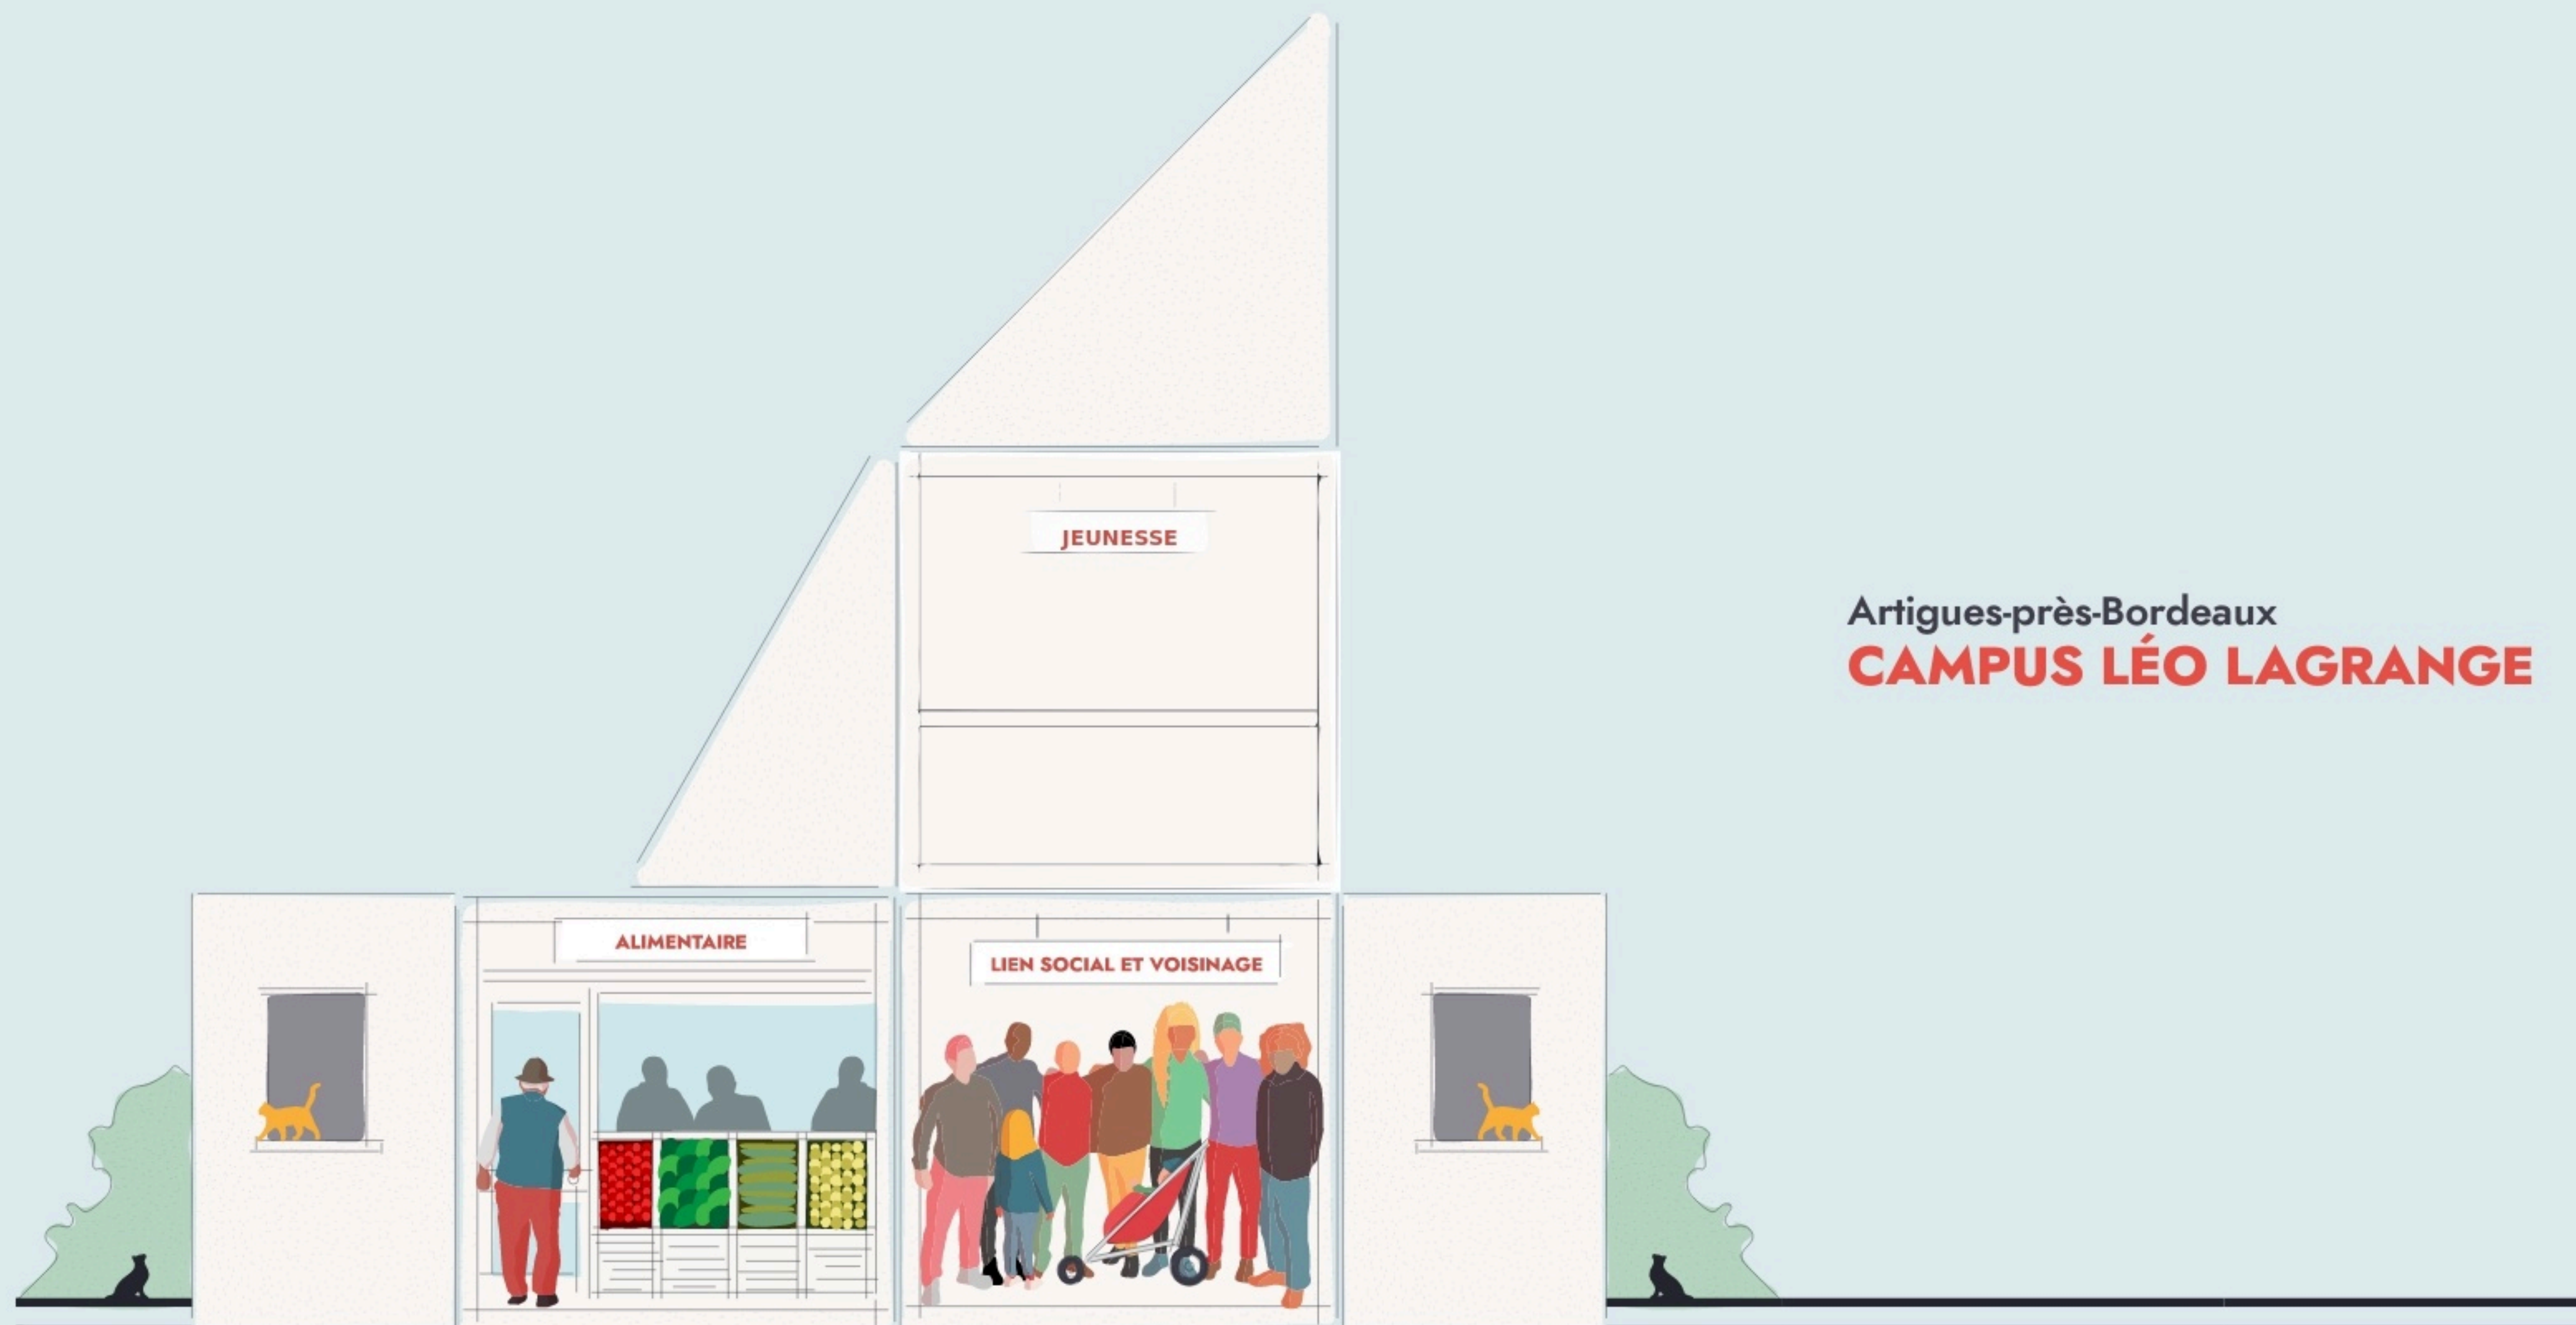 JEUNESSE
Artigues-près-Bordeaux
CAMPUS LÉO LAGRANGE
ALIMENTAIRE
LIEN SOCIAL ET VOISINAGE